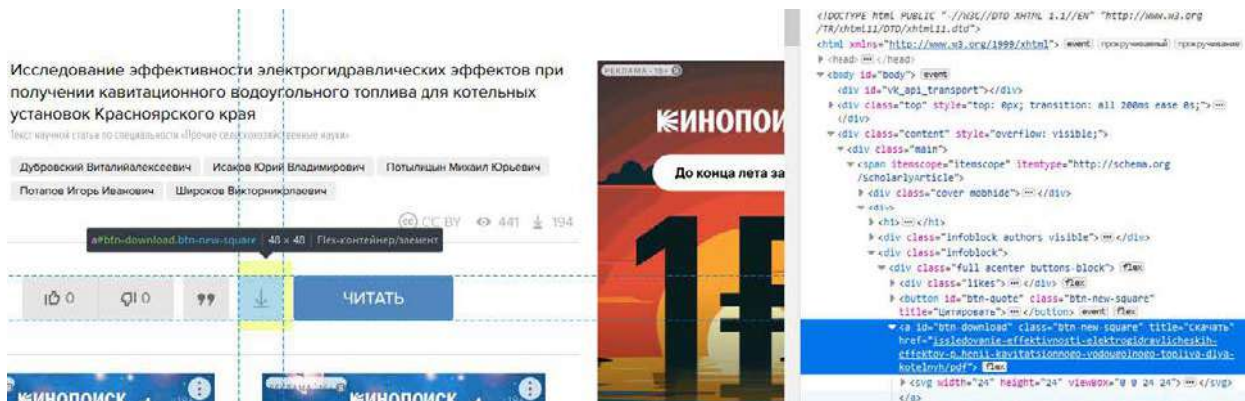 Исследование эффективности электрогидравлических эффектов при
получении кавитационного водоугольного топлива для котельных
установок Красноярского края
Текст научной статьи по специальности «Прочие сельскохозяйственные науки»
Дубровский Виталийалексеевич Исаков Юрий Владимирович Потылицын Михаил Юрьевич
Потапов Игорь Иванович Широков Викторниколаевич
CC BY 441 194
a#btn-download.btn-new-square 48 × 48 Flex-контейнер/элемент
0 0 ЧИТАТЬ
РЕКЛАМА • 18+
КИНОПОИ
До конца лета за
1₽
КИНОПОИСК
РЕКЛАМА
КИНОПОИСК
<!DOCTYPE html PUBLIC "-//W3C//DTD XHTML 1.1//EN" "http://www.w3.org
/TR/xhtml11/DTD/xhtml11.dtd">
<html xmlns="http://www.w3.org/1999/xhtml"> event прокручиваемый прокручивание
<head> ⋯ </head>
<body id="body"> event
<div id="vk_api_transport"></div>
<div class="top" style="top: 0px; transition: all 200ms ease 0s;"> ⋯
</div>
<div class="content" style="overflow: visible;">
<div class="main">
<span itemscope="itemscope" itemtype="http://schema.org
/ScholarlyArticle">
<div class="cover mobhide"> ⋯ </div>
<div>
<h1> ⋯ </h1>
<div class="infoblock authors visible"> ⋯ </div>
<div class="infoblock">
<div class="full acenter buttons-block"> flex
<div class="likes"> ⋯ </div> flex
<button id="btn-quote" class="btn-new-square"
title="Цитировать"> ⋯ </button> event flex
<a id="btn-download" class="btn-new-square" title="Скачать"
href="issledovanie-effektivnosti-elektrogidravlicheskih-
effektov-p…henii-kavitatsionnogo-vodougolnogo-topliva-dlya-
kotelnyh/pdf"> flex
<svg width="24" height="24" viewBox="0 0 24 24"> ⋯ </svg>
</a>